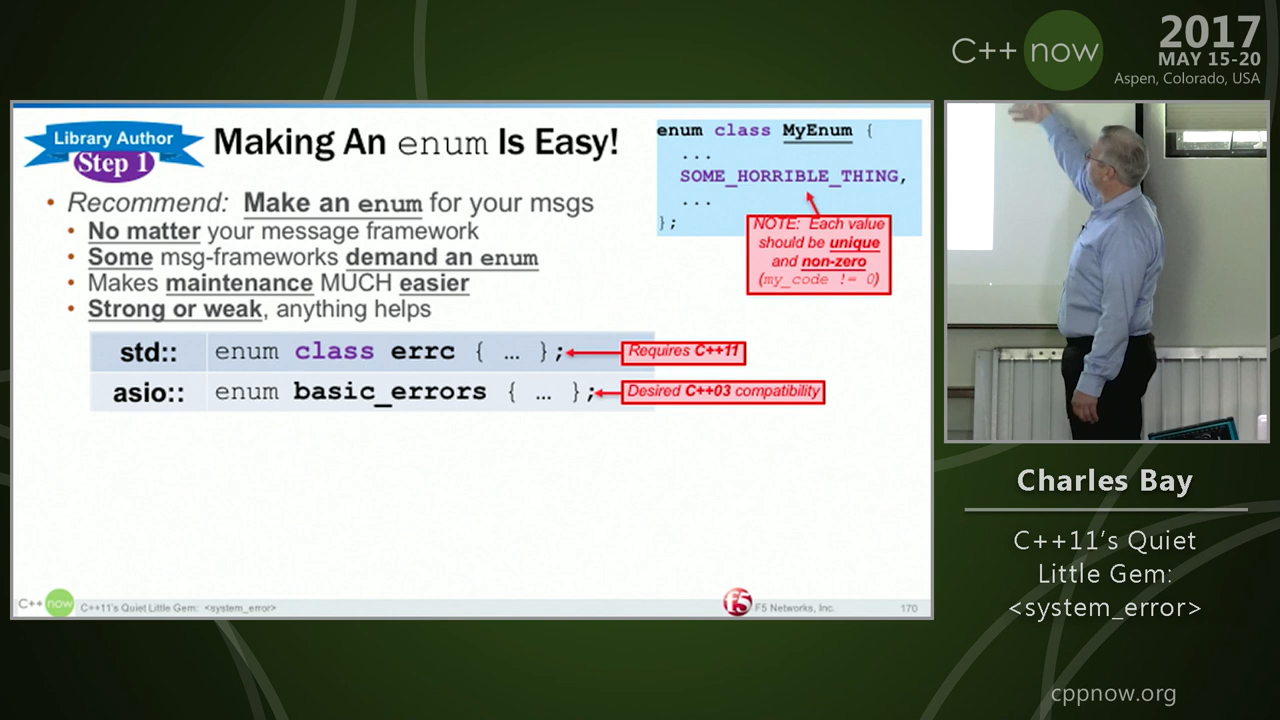 C++ now
2017
MAY 15-20
Aspen, Colorado, USA
Library Author
Step 1
Making An enum Is Easy!
enum class MyEnum {
...
SOME_HORRIBLE_THING,
...
};
NOTE: Each value
should be unique
and non-zero
(my_code != 0)
• Recommend: Make an enum for your msgs
• No matter your message framework
• Some msg-frameworks demand an enum
• Makes maintenance MUCH easier
• Strong or weak, anything helps
std:: enum class errc { … };
Requires C++11
asio:: enum basic_errors { … };
Desired C++03 compatibility
C++ now
C++11's Quiet Little Gem: <system_error>
F5 Networks, Inc.
170
Charles Bay
C++11’s Quiet
Little Gem:
<system_error>
cppnow.org